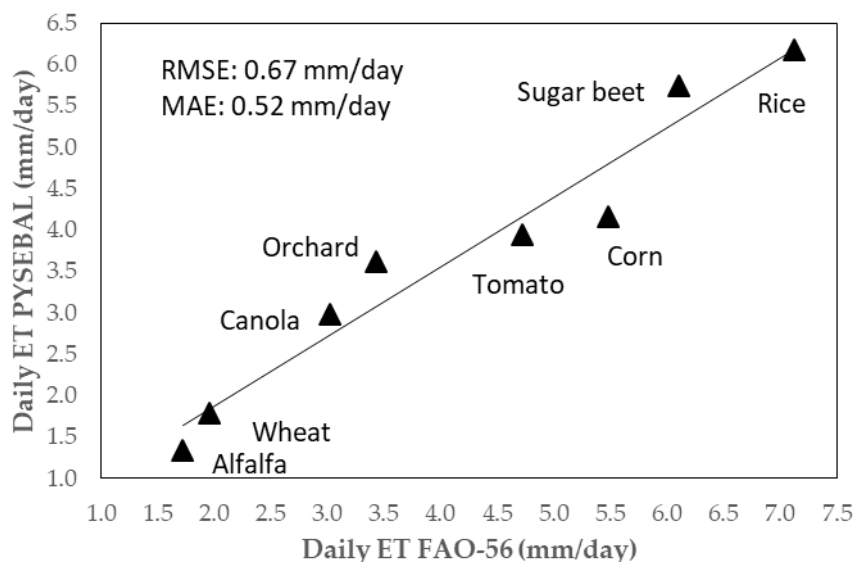 RMSE: 0.67 mm/day
MAE: 0.52 mm/day
Sugar beet
Rice
Orchard
Corn
Tomato
Canola
Wheat
Alfalfa
Daily ET PYSEBAL (mm/day)
6.5
6.0
5.5
5.0
4.5
4.0
3.5
3.0
2.5
2.0
1.5
1.0
1.0 1.5 2.0 2.5 3.0 3.5 4.0 4.5 5.0 5.5 6.0 6.5 7.0 7.5
Daily ET FAO-56 (mm/day)